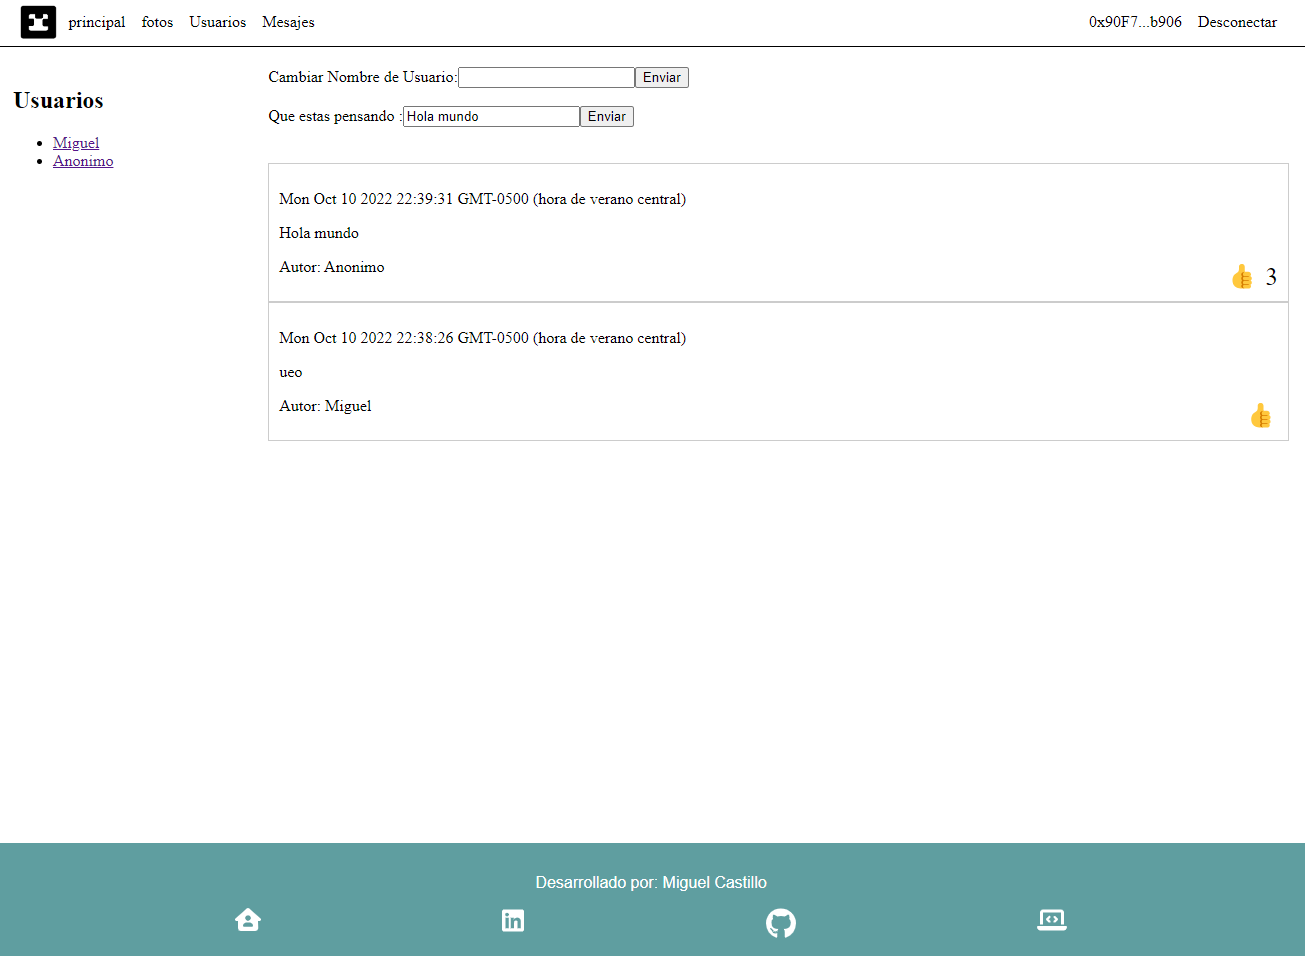 principal fotos Usuarios Mesajes 0x90F7...b906 Desconectar
Usuarios
Miguel
Anonimo
Cambiar Nombre de Usuario: Enviar
Que estas pensando : Hola mundo Enviar
Mon Oct 10 2022 22:39:31 GMT-0500 (hora de verano central)
Hola mundo
Autor: Anonimo
👍 3
Mon Oct 10 2022 22:38:26 GMT-0500 (hora de verano central)
ueo
Autor: Miguel
👍
Desarrollado por: Miguel Castillo
in